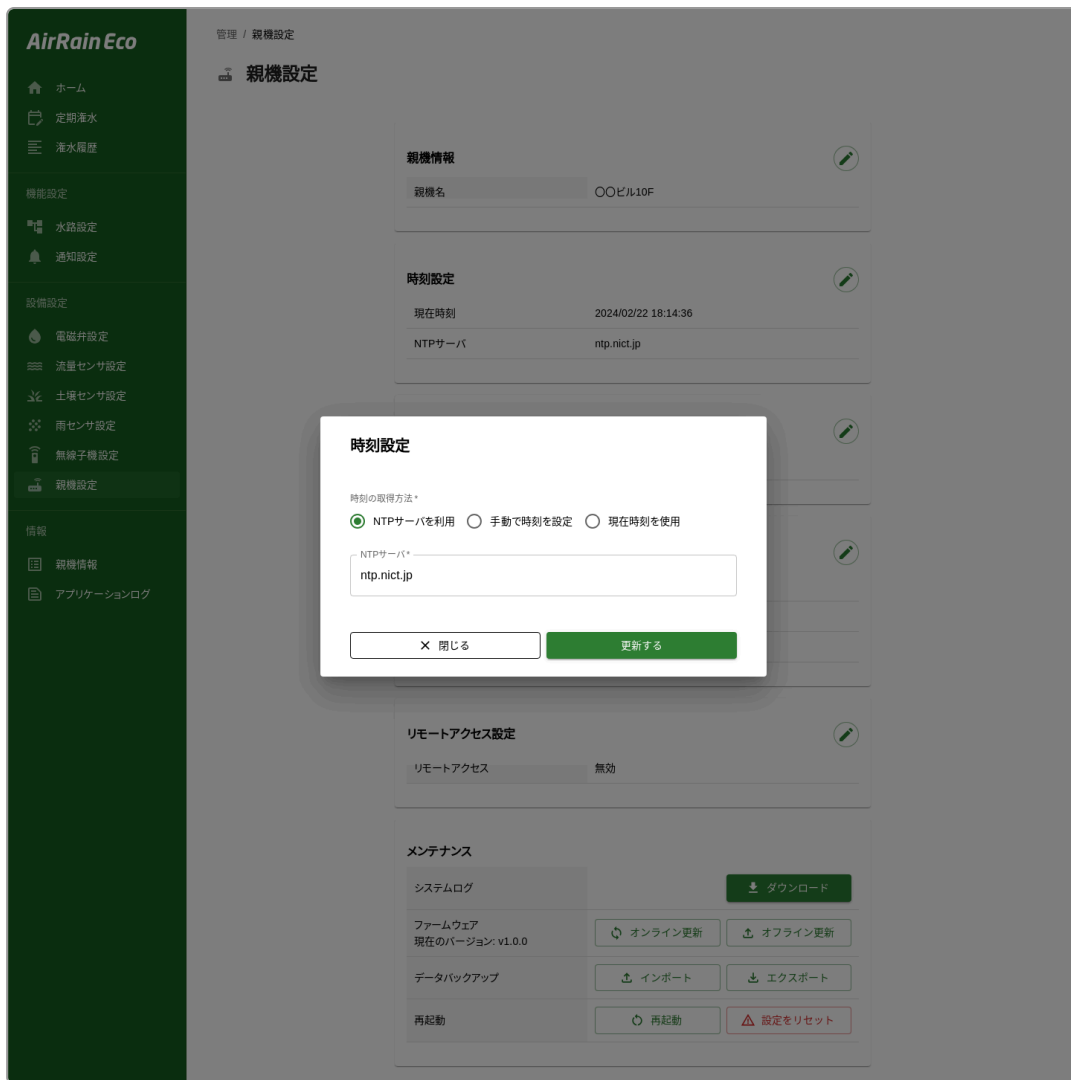 AirRain Eco
ホーム
定期潅水
潅水履歴
機能設定
水路設定
通知設定
設備設定
電磁弁設定
流量センサ設定
土壌センサ設定
雨センサ設定
無線子機設定
親機設定
情報
親機情報
アプリケーションログ
管理 / 親機設定
親機設定
親機情報
親機名 〇〇ビル10F
時刻設定
現在時刻 2024/02/22 18:14:36
NTPサーバ ntp.nict.jp
時刻設定
時刻の取得方法*
NTPサーバを利用 手動で時刻を設定 現在時刻を使用
NTPサーバ*
ntp.nict.jp
× 閉じる 更新する
リモートアクセス設定
リモートアクセス 無効
メンテナンス
システムログ ダウンロード
ファームウェア
現在のバージョン: v1.0.0 オンライン更新 オフライン更新
データバックアップ インポート エクスポート
再起動 再起動 設定をリセット